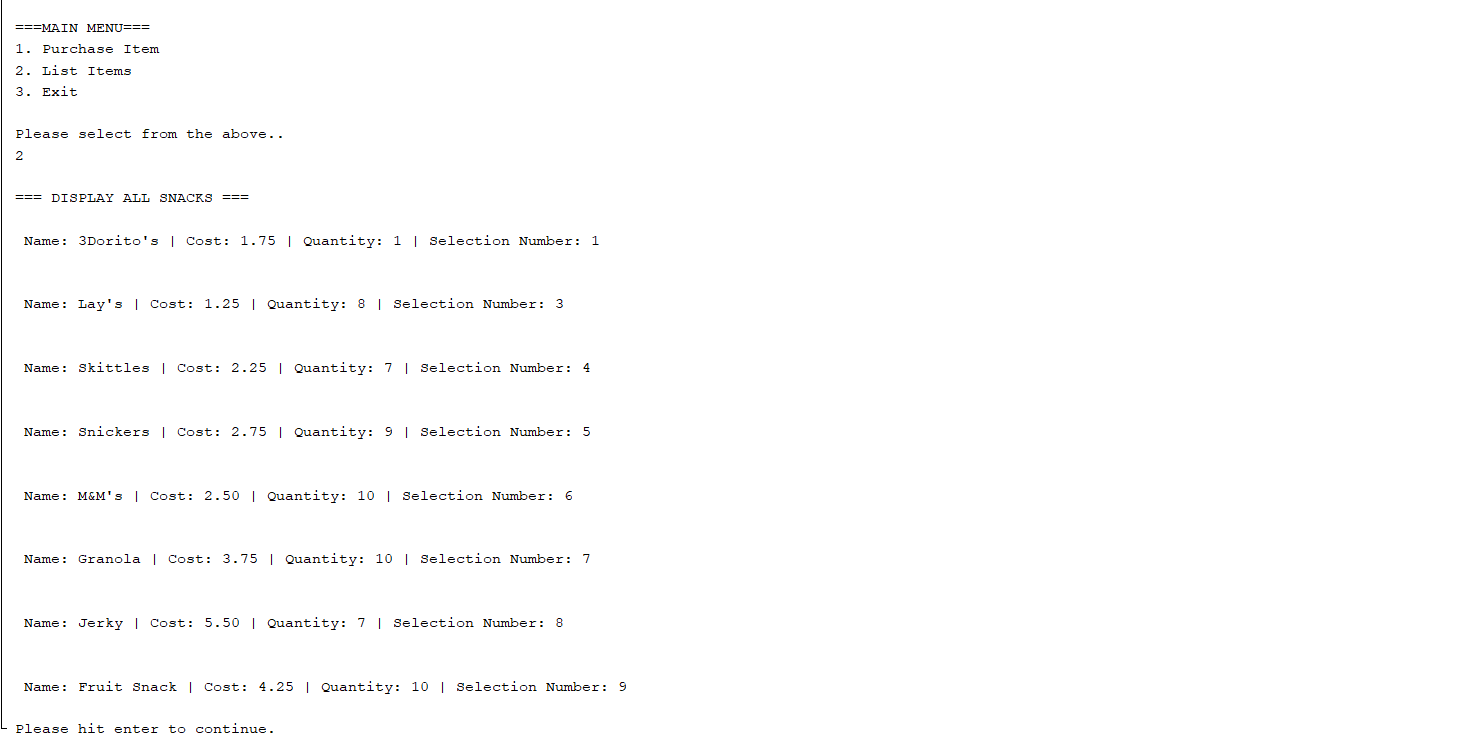 ===MAIN MENU===
1. Purchase Item
2. List Items
3. Exit
Please select from the above..
2
=== DISPLAY ALL SNACKS ===
Name: 3Dorito's | Cost: 1.75 | Quantity: 1 | Selection Number: 1
Name: Lay's | Cost: 1.25 | Quantity: 8 | Selection Number: 3
Name: Skittles | Cost: 2.25 | Quantity: 7 | Selection Number: 4
Name: Snickers | Cost: 2.75 | Quantity: 9 | Selection Number: 5
Name: M&M's | Cost: 2.50 | Quantity: 10 | Selection Number: 6
Name: Granola | Cost: 3.75 | Quantity: 10 | Selection Number: 7
Name: Jerky | Cost: 5.50 | Quantity: 7 | Selection Number: 8
Name: Fruit Snack | Cost: 4.25 | Quantity: 10 | Selection Number: 9
Please hit enter to continue.